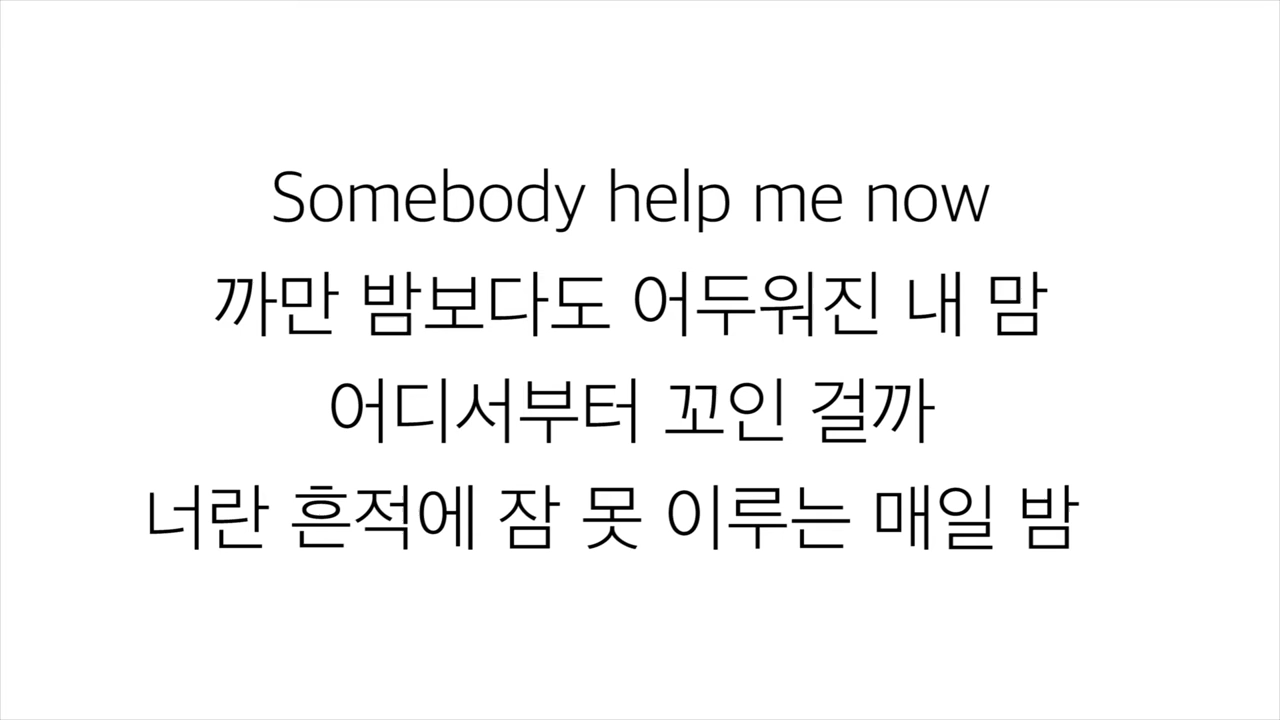 Somebody help me now
까만 밤보다도 어두워진 내 맘
어디서부터 꼬인 걸까
너란 흔적에 잠 못 이루는 매일 밤